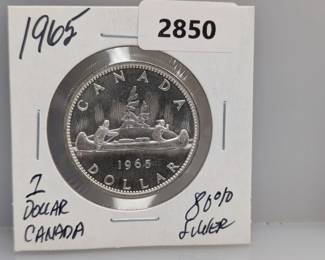 1965
2850
CANADA
1965
DOLLAR
1
DOLLAR
CANADA
80%
SILVER